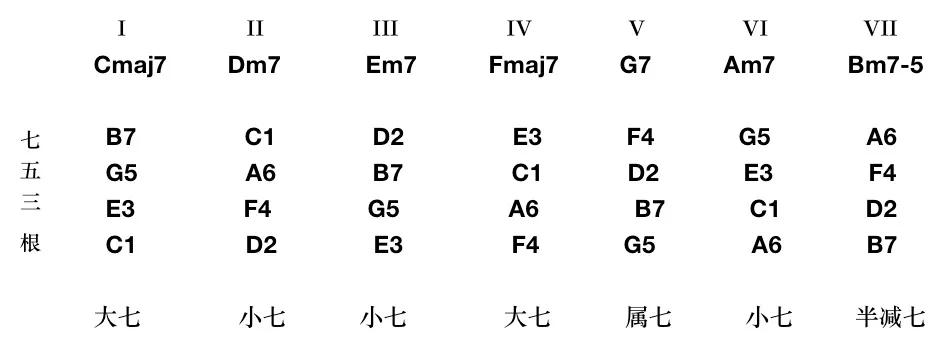 I II III IV V VI VII
Cmaj7 Dm7 Em7 Fmaj7 G7 Am7 Bm7-5
七 B7 C1 D2 E3 F4 G5 A6
五 G5 A6 B7 C1 D2 E3 F4
三 E3 F4 G5 A6 B7 C1 D2
根 C1 D2 E3 F4 G5 A6 B7
大七 小七 小七 大七 属七 小七 半减七